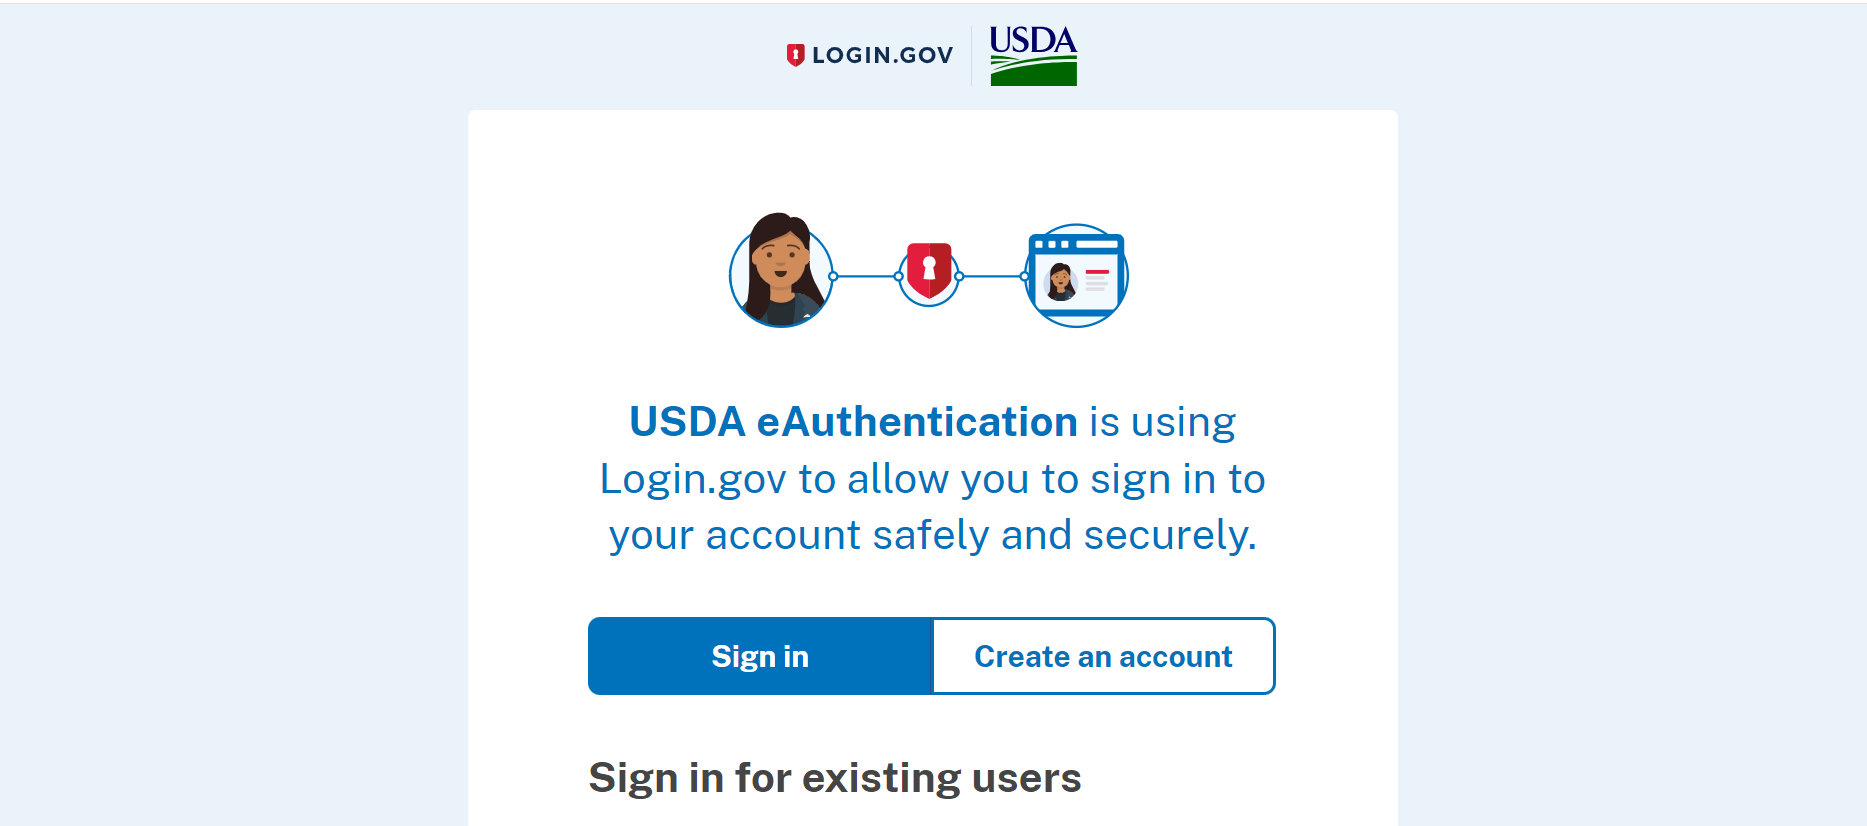 LOGIN.GOV
USDA
USDA eAuthentication is using
Login.gov to allow you to sign in to
your account safely and securely.
Sign in
Create an account
Sign in for existing users